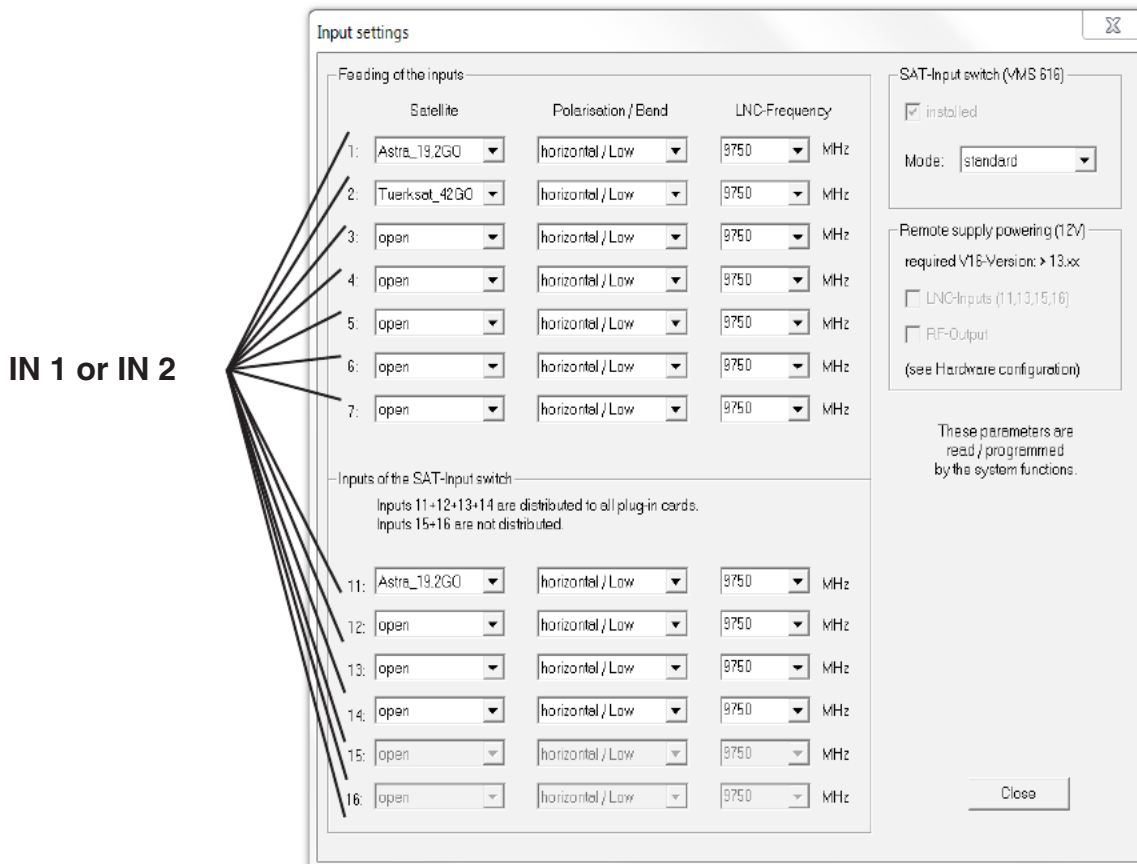 Input settings
Feeding of the inputs
Satellite Polarisation / Band LNC-Frequency
1: Astra_19,2GO horizontal / Low 9750 MHz
2: Tuerksat_42GO horizontal / Low 9750 MHz
3: open horizontal / Low 9750 MHz
4: open horizontal / Low 9750 MHz
5: open horizontal / Low 9750 MHz
6: open horizontal / Low 9750 MHz
7: open horizontal / Low 9750 MHz
IN 1 or IN 2
Inputs of the SAT-Input switch
Inputs 11+12+13+14 are distributed to all plug-in cards.
Inputs 15+16 are not distributed.
11: Astra_19.2GO horizontal / Low 9750 MHz
12: open horizontal / Low 9750 MHz
13: open horizontal / Low 9750 MHz
14: open horizontal / Low 9750 MHz
15: open horizontal / Low 9750 MHz
16: open horizontal / Low 9750 MHz
SAT-Input switch (VMS 616)
installed
Mode: standard
Remote supply powering (12V)
required V16-Version: > 13.xx
LNC-Inputs (11,13,15,16)
RF-Output
(see Hardware configuration)
These parameters are
read / programmed
by the system functions.
Close